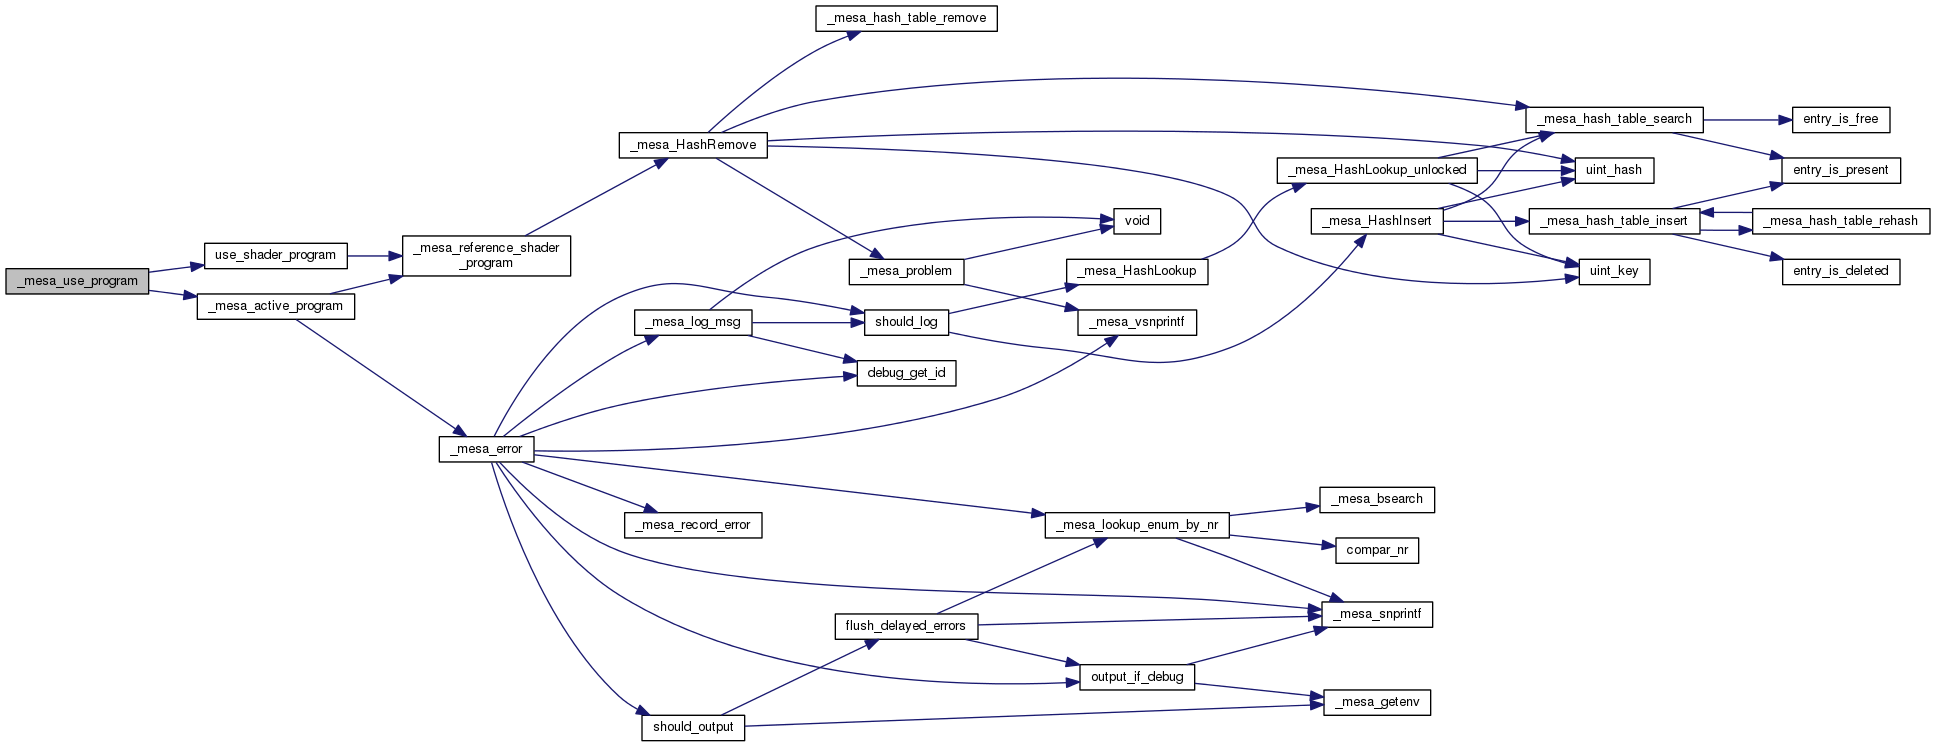 _mesa_hash_table_remove
_mesa_hash_table_search
entry_is_free
_mesa_HashRemove
_mesa_HashLookup_unlocked
uint_hash
entry_is_present
void
_mesa_HashInsert
_mesa_hash_table_insert
_mesa_hash_table_rehash
use_shader_program
_mesa_reference_shader
_program
_mesa_problem
_mesa_HashLookup
uint_key
entry_is_deleted
_mesa_use_program
_mesa_active_program
_mesa_log_msg
should_log
_mesa_vsnprintf
debug_get_id
_mesa_error
_mesa_record_error
_mesa_lookup_enum_by_nr
_mesa_bsearch
compar_nr
flush_delayed_errors
_mesa_snprintf
output_if_debug
should_output
_mesa_getenv